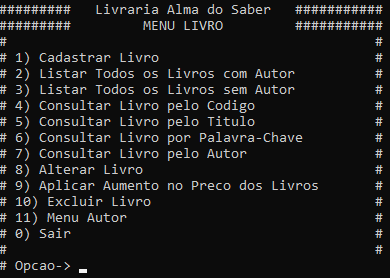 #########   Livraria Alma do Saber   ###########
##########         MENU LIVRO        ###########
#                                              #
# 1) Cadastrar Livro                           #
# 2) Listar Todos os Livros com Autor          #
# 3) Listar Todos os Livros sem Autor          #
# 4) Consultar Livro pelo Codigo               #
# 5) Consultar Livro pelo Titulo               #
# 6) Consultar Livro por Palavra-Chave         #
# 7) Consultar Livro pelo Autor                #
# 8) Alterar Livro                             #
# 9) Aplicar Aumento no Preco dos Livros       #
# 10) Excluir Livro                            #
# 11) Menu Autor                               #
# 0) Sair                                      #
#                                              #
# Opcao-> _